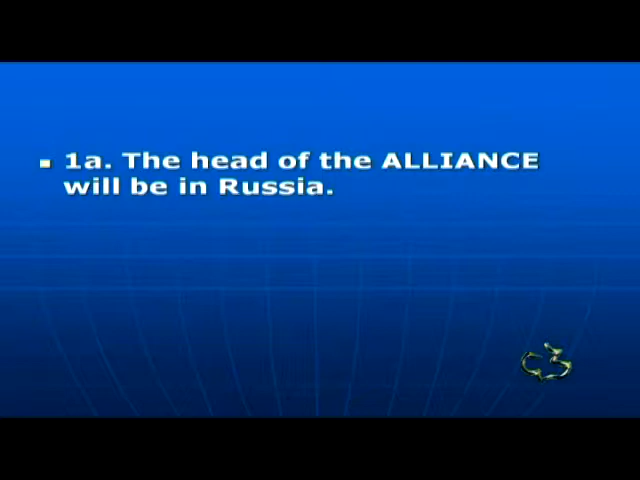 1a. The head of the ALLIANCE
will be in Russia.